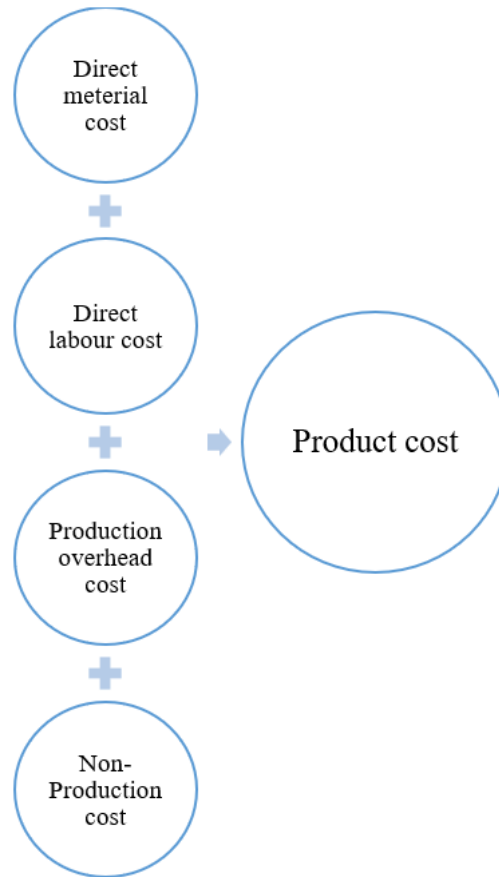 Direct
meterial
cost
Direct
labour cost
Product cost
Production
overhead
cost
Non-
Production
cost